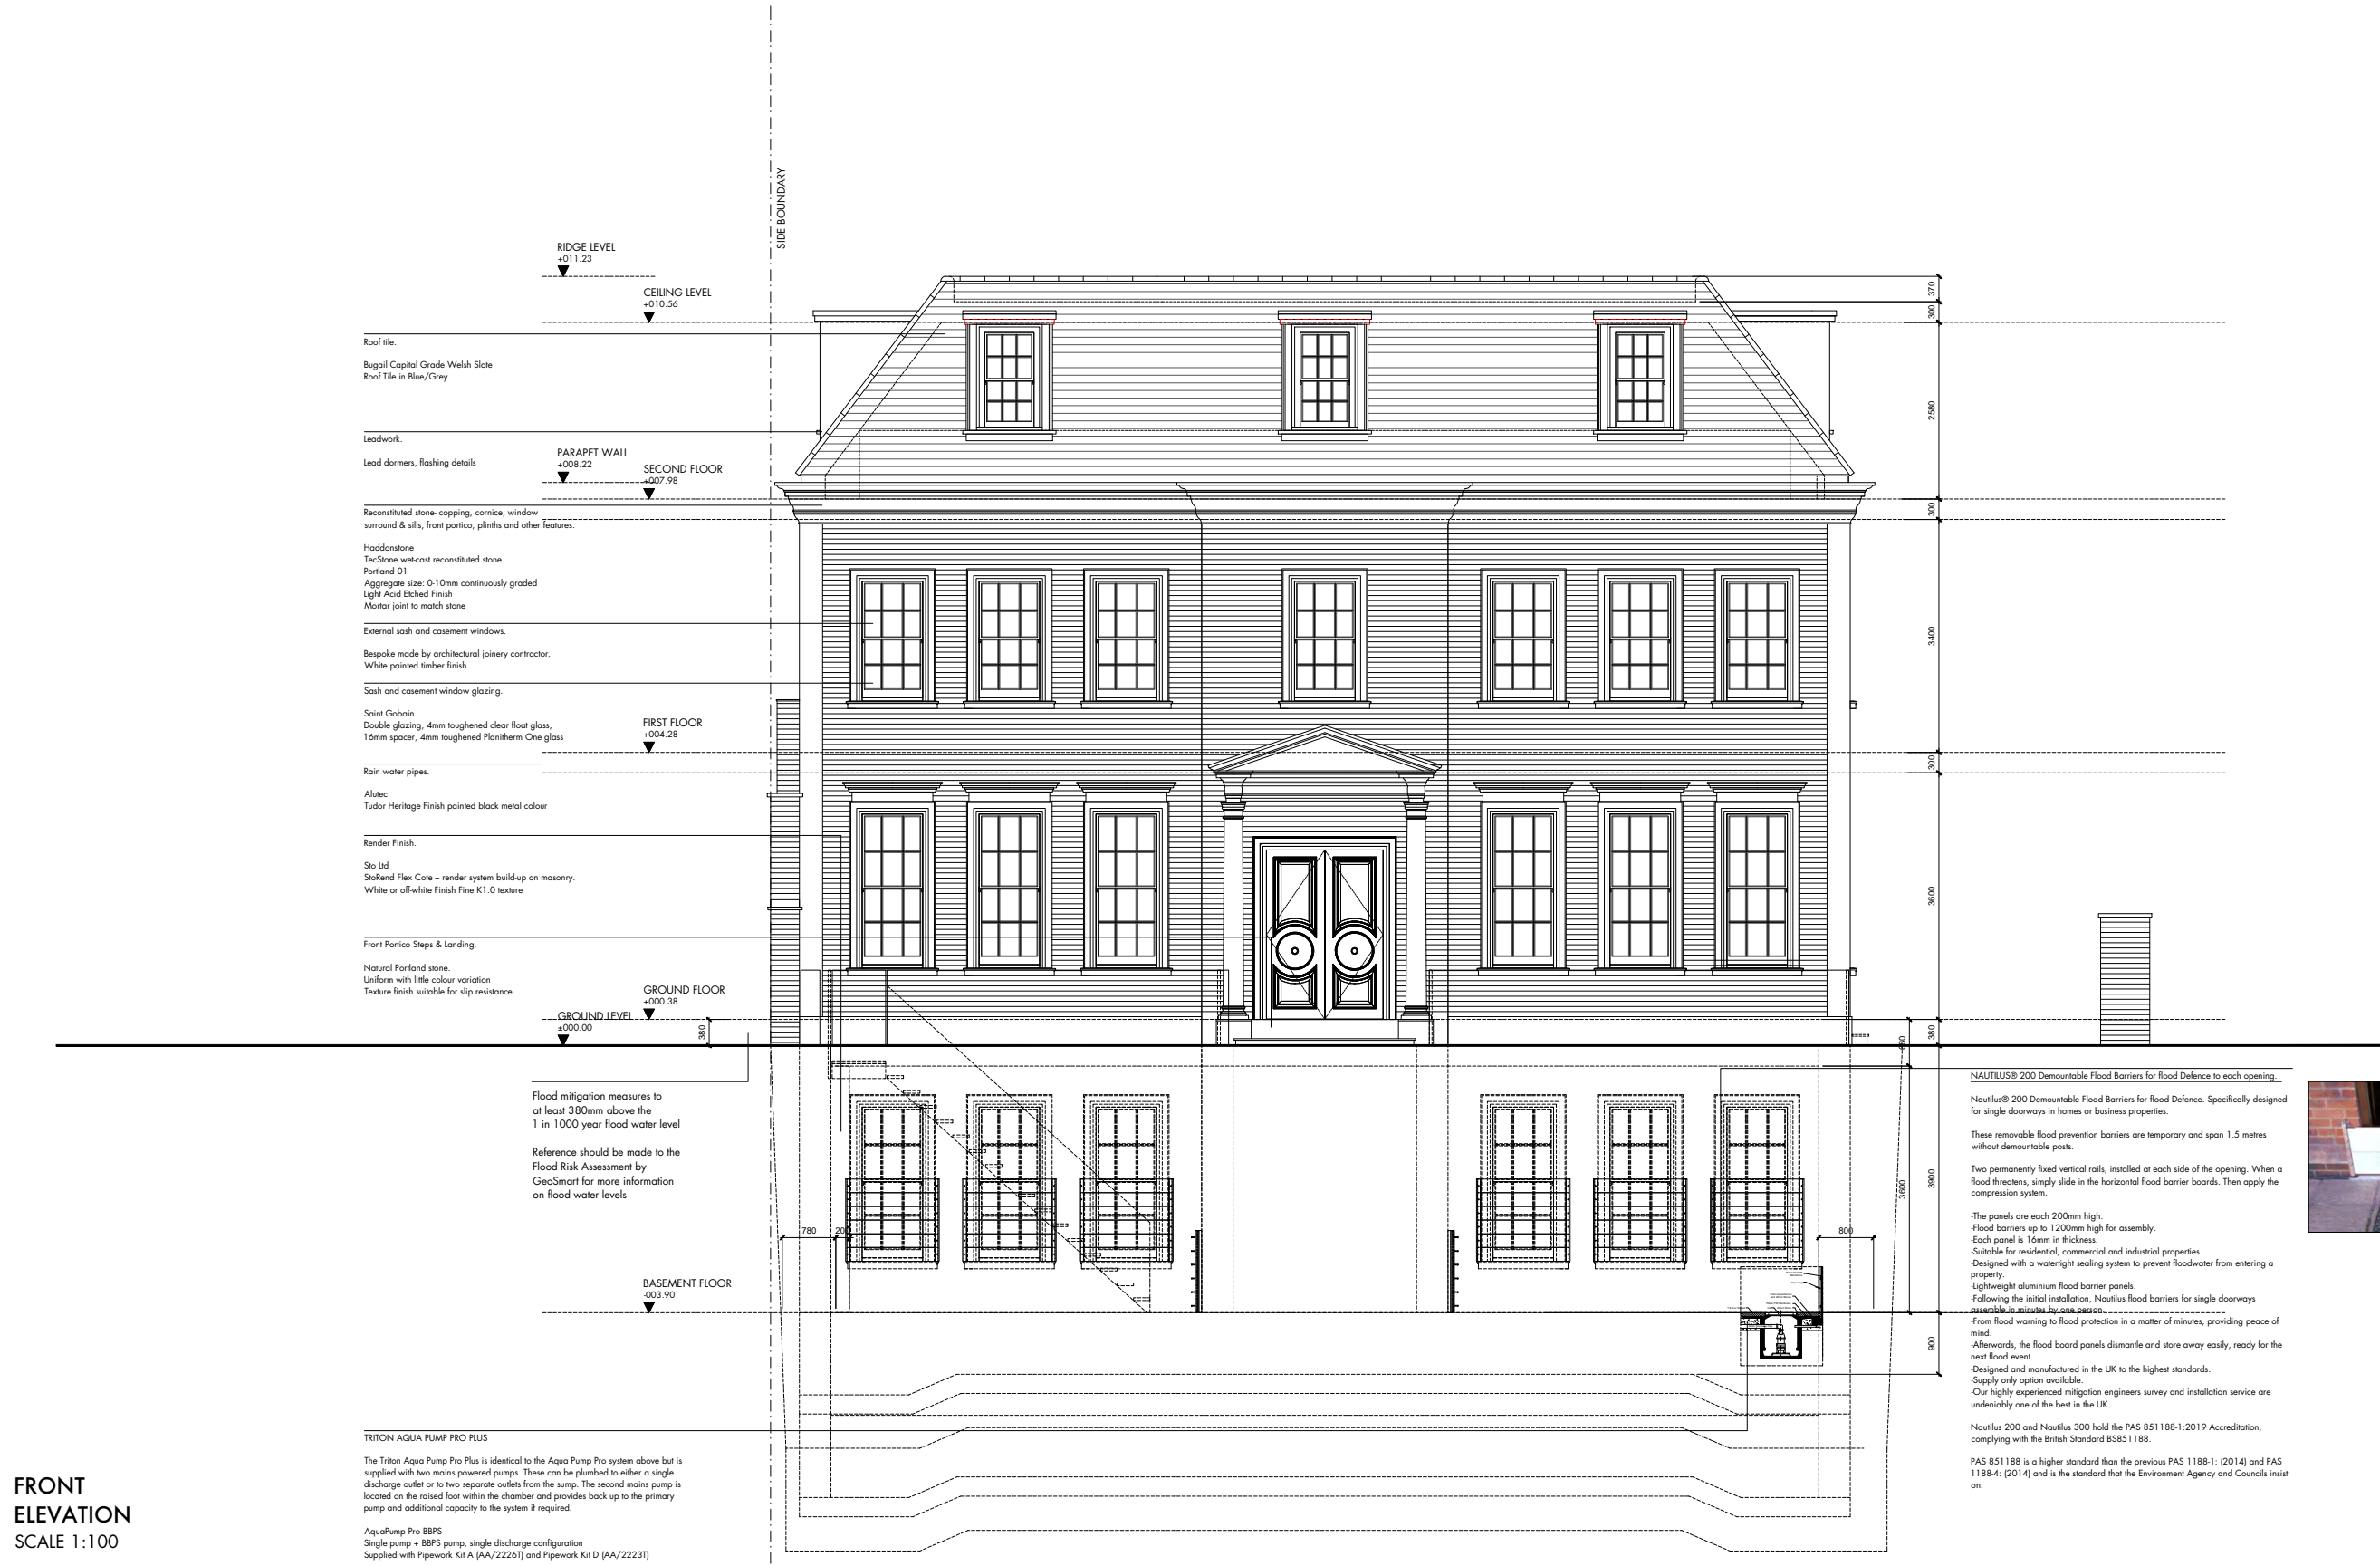 SIDE BOUNDARY
RIDGE LEVEL
+011.23
CEILING LEVEL
+010.56
Roof tile.
Bugail Capital Grade Welsh Slate
Roof Tile in Blue/Grey
Leadwork.
Lead dormers, flashing details
PARAPET WALL
+008.22
SECOND FLOOR
+007.98
Reconstituted stone- copping, cornice, window
surround & sills, front portico, plinths and other features.
Haddonstone
TecStone wet-cast reconstituted stone.
Portland 01
Aggregate size: 0-10mm continuously graded
Light Acid Etched Finish
Mortar joint to match stone
External sash and casement windows.
Bespoke made by architectural joinery contractor.
White painted timber finish
Sash and casement window glazing.
Saint Gobain
Double glazing, 4mm toughened clear float glass,
16mm spacer, 4mm toughened Planitherm One glass
FIRST FLOOR
+004.28
Rain water pipes.
Alutec
Tudor Heritage Finish painted black metal colour
Render Finish.
Sto Ltd
StoRend Flex Cote – render system build-up on masonry.
White or off-white Finish Fine K1.0 texture
Front Portico Steps & Landing.
Natural Portland stone.
Uniform with little colour variation
Texture finish suitable for slip resistance.
GROUND FLOOR
+000.38
GROUND LEVEL
±000.00
380
370
300
2580
300
3400
300
3600
380
3900
3600
900
Flood mitigation measures to
at least 380mm above the
1 in 1000 year flood water level
Reference should be made to the
Flood Risk Assessment by
GeoSmart for more information
on flood water levels
780
200
800
BASEMENT FLOOR
-003.90
NAUTILUS® 200 Demountable Flood Barriers for flood Defence to each opening.
Nautilus® 200 Demountable Flood Barriers for flood Defence. Specifically designed
for single doorways in homes or business properties.
These removable flood prevention barriers are temporary and span 1.5 metres
without demountable posts.
Two permanently fixed vertical rails, installed at each side of the opening. When a
flood threatens, simply slide in the horizontal flood barrier boards. Then apply the
compression system.
-The panels are each 200mm high.
-Flood barriers up to 1200mm high for assembly.
-Each panel is 16mm in thickness.
-Suitable for residential, commercial and industrial properties.
-Designed with a watertight sealing system to prevent floodwater from entering a
property.
-Lightweight aluminium flood barrier panels.
-Following the initial installation, Nautilus flood barriers for single doorways
assemble in minutes by one person.
-From flood warning to flood protection in a matter of minutes, providing peace of
mind.
-Afterwards, the flood board panels dismantle and store away easily, ready for the
next flood event.
-Designed and manufactured in the UK to the highest standards.
-Supply only option available.
-Our highly experienced mitigation engineers survey and installation service are
undeniably one of the best in the UK.
Nautilus 200 and Nautilus 300 hold the PAS 851188-1:2019 Accreditation,
complying with the British Standard BS851188.
PAS 851188 is a higher standard than the previous PAS 1188-1: (2014) and PAS
1188-4: (2014) and is the standard that the Environment Agency and Councils insist
on.
TRITON AQUA PUMP PRO PLUS
The Triton Aqua Pump Pro Plus is identical to the Aqua Pump Pro system above but is
supplied with two mains powered pumps. These can be plumbed to either a single
discharge outlet or to two separate outlets from the sump. The second mains pump is
located on the raised foot within the chamber and provides back up to the primary
pump and additional capacity to the system if required.
AquaPump Pro BBPS
Single pump + BBPS pump, single discharge configuration
Supplied with Pipework Kit A (AA/2226T) and Pipework Kit D (AA/2223T)
FRONT
ELEVATION
SCALE 1:100